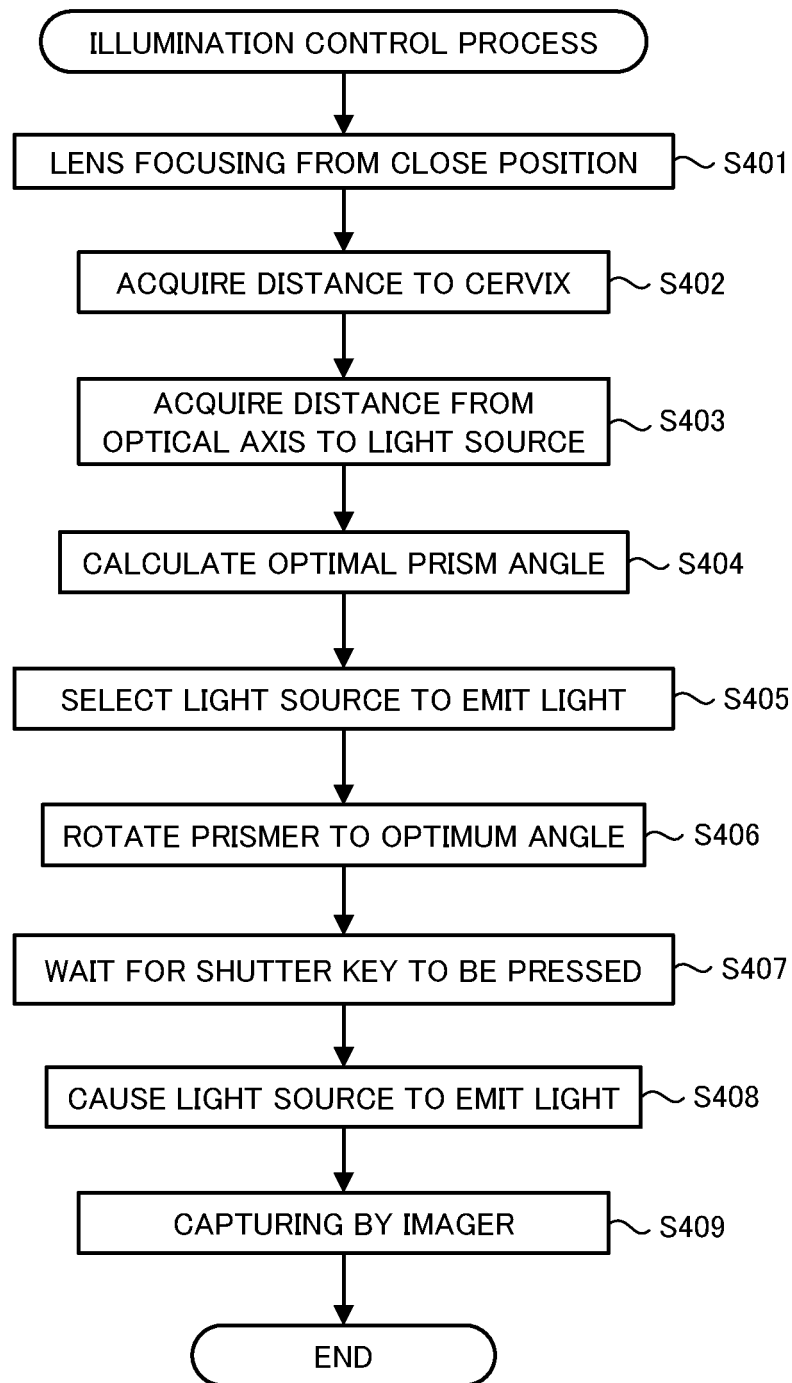 ILLUMINATION CONTROL PROCESS
LENS FOCUSING FROM CLOSE POSITION
S401
ACQUIRE DISTANCE TO CERVIX
S402
ACQUIRE DISTANCE FROM
OPTICAL AXIS TO LIGHT SOURCE
S403
CALCULATE OPTIMAL PRISM ANGLE
S404
SELECT LIGHT SOURCE TO EMIT LIGHT
S405
ROTATE PRISMER TO OPTIMUM ANGLE
S406
WAIT FOR SHUTTER KEY TO BE PRESSED
S407
CAUSE LIGHT SOURCE TO EMIT LIGHT
S408
CAPTURING BY IMAGER
S409
END